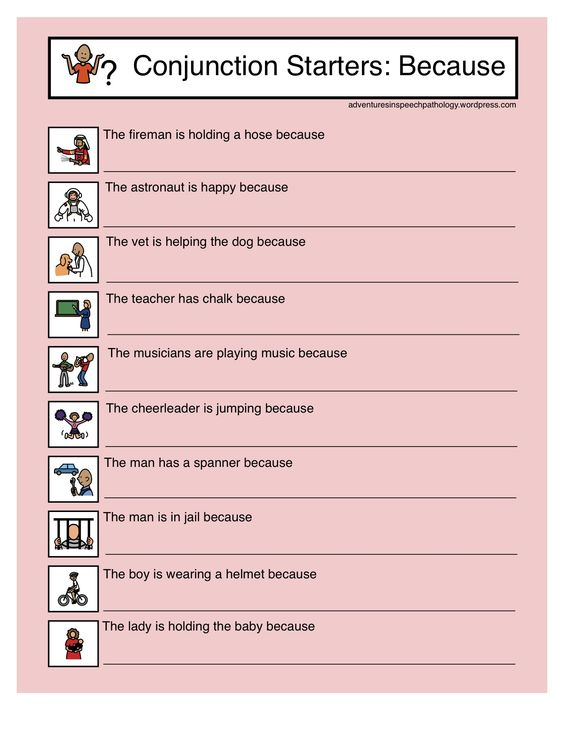 ? Conjunction Starters: Because
adventuresinspeechpathology.wordpress.com
The fireman is holding a hose because
The astronaut is happy because
The vet is helping the dog because
The teacher has chalk because
The musicians are playing music because
The cheerleader is jumping because
The man has a spanner because
The man is in jail because
The boy is wearing a helmet because
The lady is holding the baby because